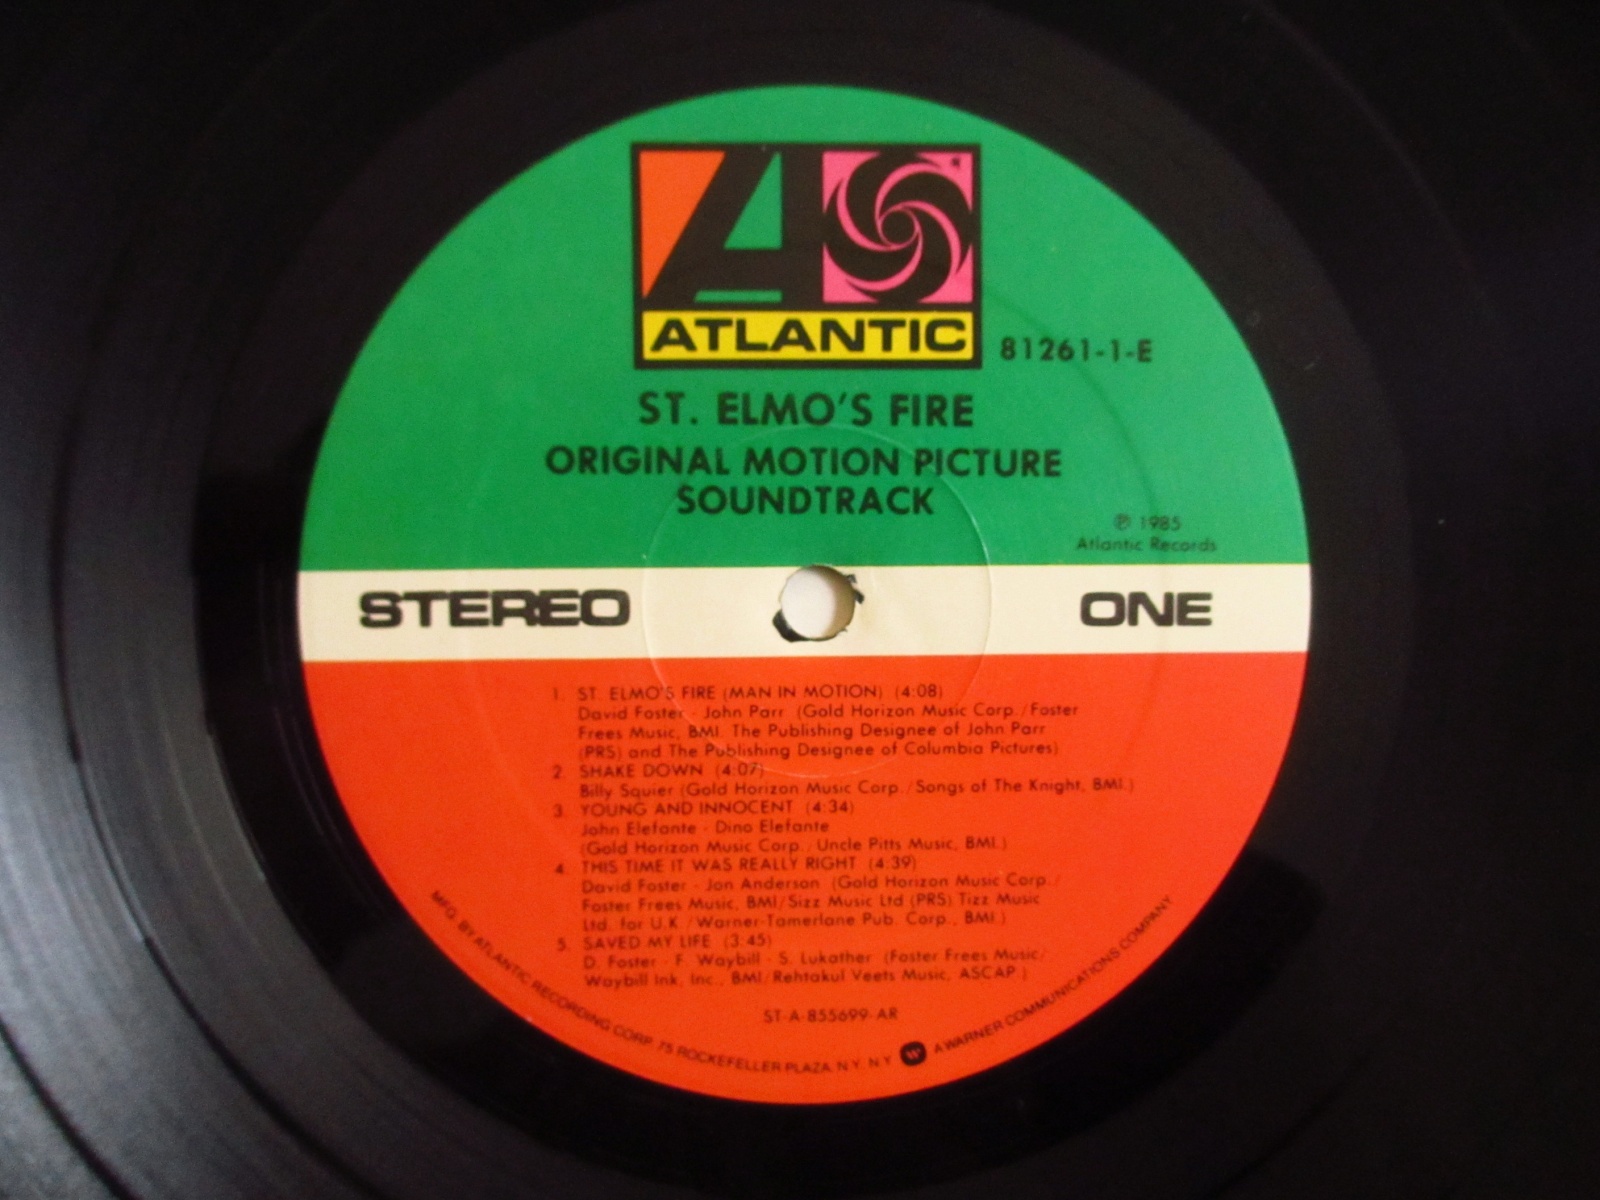 ATLANTIC
81261-1-E
ST. ELMO'S FIRE
ORIGINAL MOTION PICTURE
SOUNDTRACK
℗ 1985
Atlantic Records
STEREO
ONE
1. ST. ELMO'S FIRE (MAN IN MOTION) (4:08)
David Foster - John Parr (Gold Horizon Music Corp./Foster
Frees Music, BMI. The Publishing Designee of John Parr
(PRS) and The Publishing Designee of Columbia Pictures)
2. SHAKE DOWN (4:07)
Billy Squier (Gold Horizon Music Corp./Songs of The Knight, BMI.)
3. YOUNG AND INNOCENT (4:34)
John Elefante - Dino Elefante
(Gold Horizon Music Corp./Uncle Pitts Music, BMI.)
4. THIS TIME IT WAS REALLY RIGHT (4:39)
David Foster - Jon Anderson (Gold Horizon Music Corp./
Foster Frees Music, BMI/Sizz Music Ltd (PRS) Tizz Music
Ltd. for U.K./Warner-Tamerlane Pub. Corp., BMI.)
5. SAVED MY LIFE (3:45)
D. Foster - F. Waybill - S. Lukather (Foster Frees Music/
Waybill Ink, Inc., BMI/Rehtakul Veets Music, ASCAP.)
ST-A-855699-AR
MFG. BY ATLANTIC RECORDING CORP. 75 ROCKEFELLER PLAZA. N.Y. N.Y. A WARNER COMMUNICATIONS COMPANY